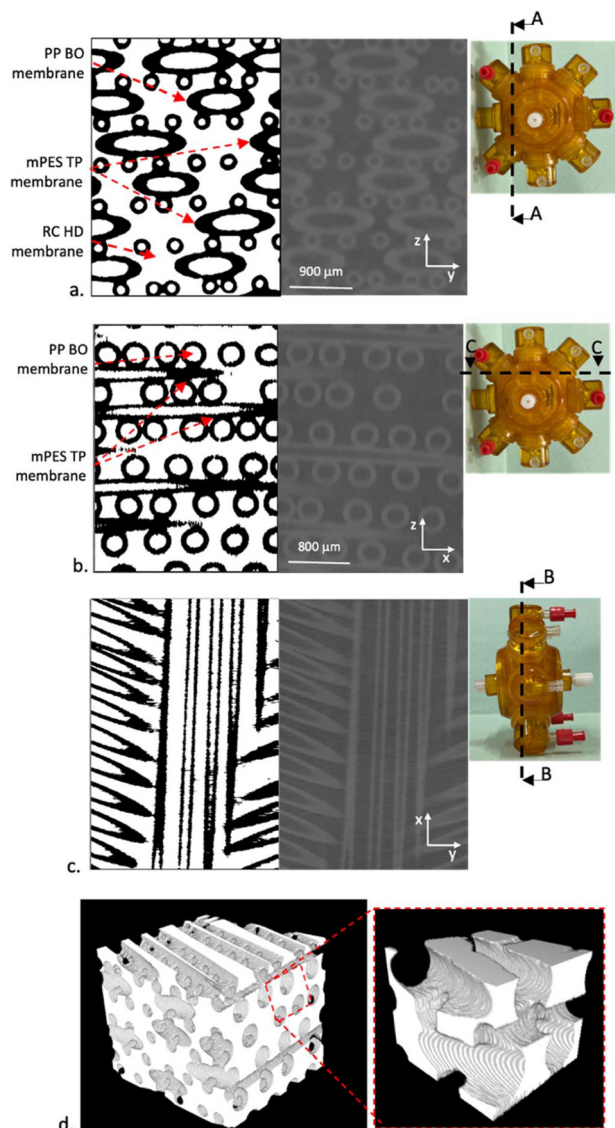 A
A
PP BO
membrane
mPES TP
membrane
RC HD
membrane
z
y
900 µm
a.
PP BO
membrane
C
C
mPES TP
membrane
z
x
800 µm
b.
B
B
x
y
c.
d.